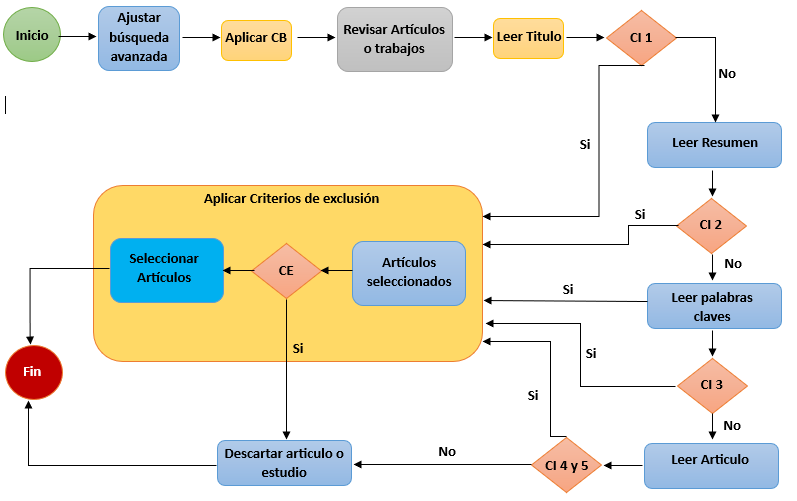 Inicio
Ajustar
búsqueda
avanzada
Aplicar CB
Revisar Artículos
o trabajos
Leer Titulo
CI 1
No
Si
Leer Resumen
CI 2
Si
No
Leer palabras
claves
Si
CI 3
Si
No
Leer Articulo
CI 4 y 5
Si
No
Aplicar Criterios de exclusión
Artículos
seleccionados
CE
Seleccionar
Artículos
Si
Descartar articulo o
estudio
Fin